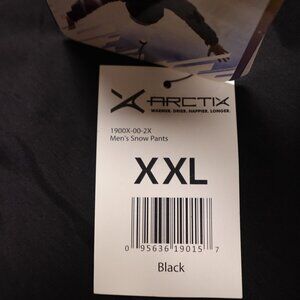 ARCTIX
WARMER. DRIER. HAPPIER. LONGER.
1900X-00-2X
Men's Snow Pants
XXL
0 95636 19015 7
Black